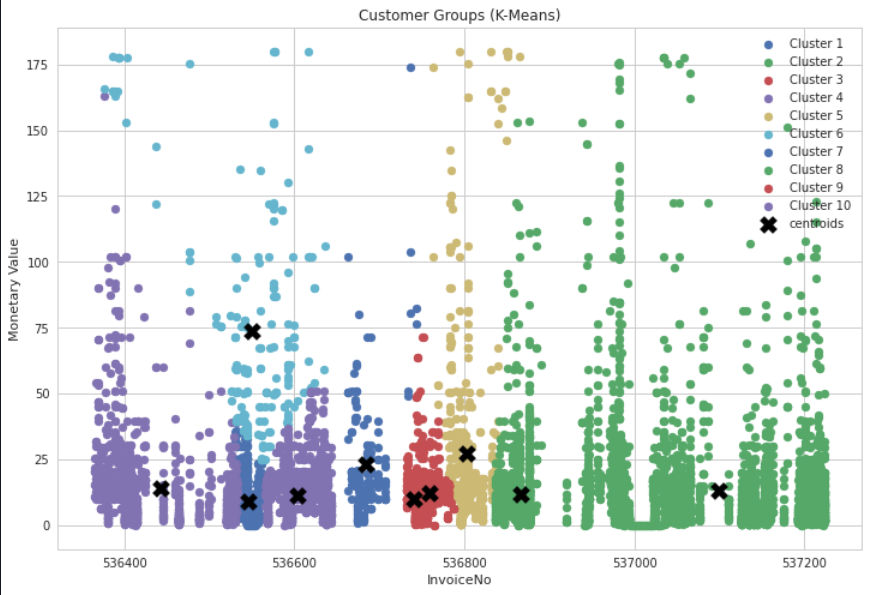 Customer Groups (K-Means)
Cluster 1
Cluster 2
Cluster 3
Cluster 4
Cluster 5
Cluster 6
Cluster 7
Cluster 8
Cluster 9
Cluster 10
centroids
Monetary Value
175
150
125
100
75
50
25
0
536400 536600 536800 537000 537200
InvoiceNo